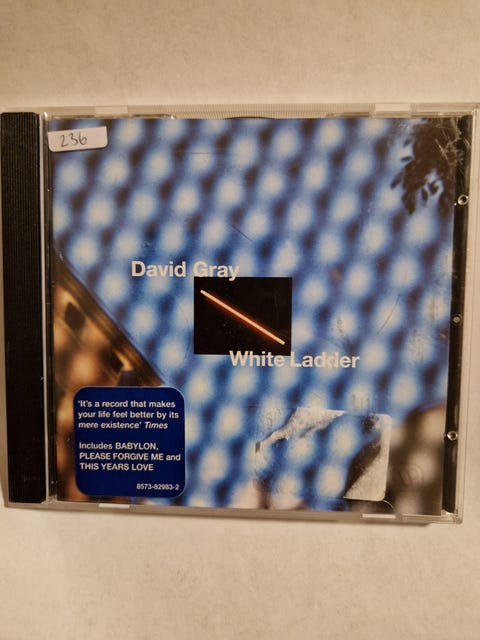 236
David Gray
White Ladder
'It's a record that makes
your life feel better by its
mere existence' Times
Includes BABYLON,
PLEASE FORGIVE ME and
THIS YEARS LOVE
8573-82983-2